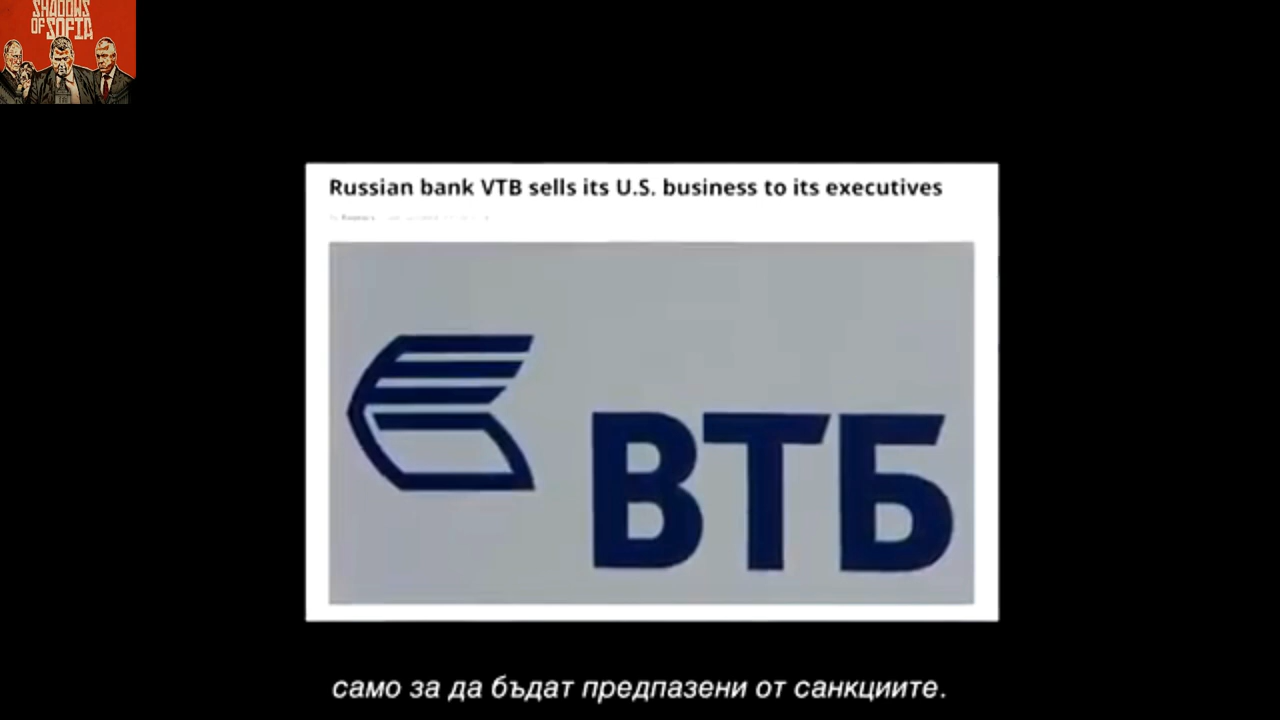 SHADOWS
OF SOFIA
Russian bank VTB sells its U.S. business to its executives
ВТБ
само за да бъдат предпазени от санкциите.